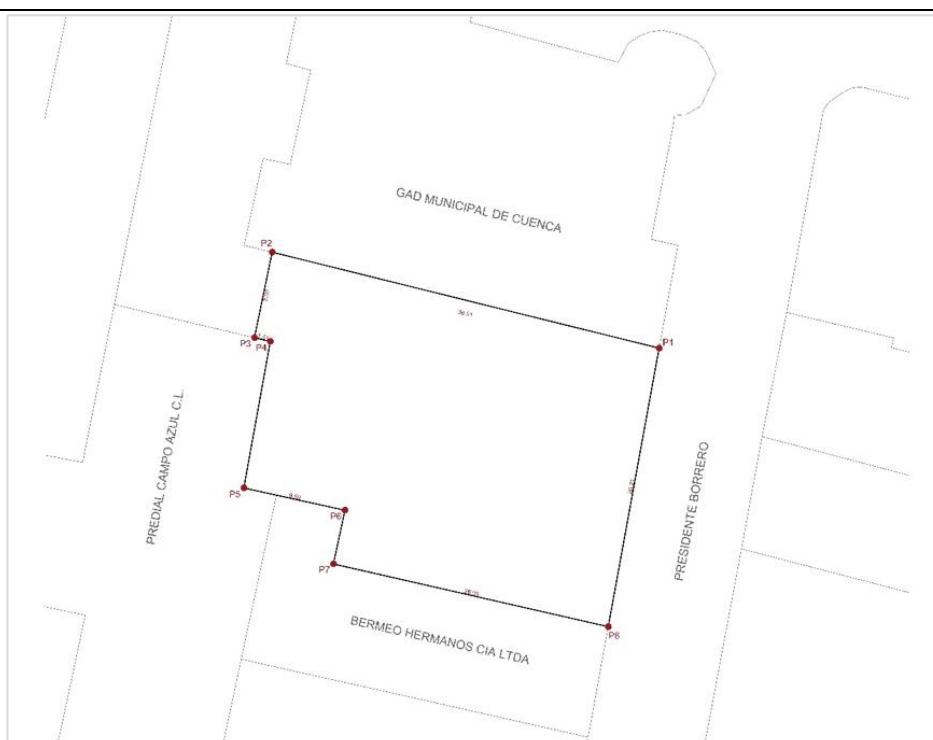 GAD MUNICIPAL DE CUENCA
P2
P1
P3
P4
PREDIAL CAMPO AZUL C.L.
PRESIDENTE BORRERO
P5
P6
P7
P8
BERMEO HERMANOS CIA LTDA